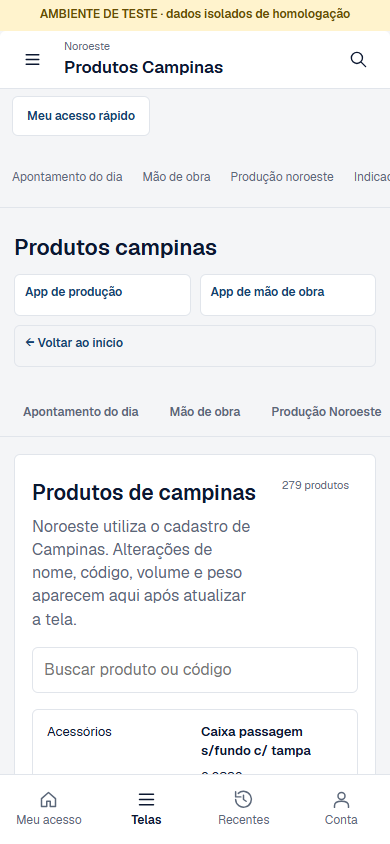 AMBIENTE DE TESTE · dados isolados de homologação
Noroeste
Produtos Campinas
Meu acesso rápido
Apontamento do dia Mão de obra Produção noroeste
Produtos campinas
App de produção App de mão de obra
← Voltar ao início
Apontamento do dia Mão de obra Produção Noroeste
Produtos de campinas 279 produtos
Noroeste utiliza o cadastro de
Campinas. Alterações de
nome, código, volume e peso
aparecem aqui após atualizar
a tela.
Buscar produto ou código
Acessórios Caixa passagem
s/fundo c/ tampa
Meu acesso Telas Recentes Conta